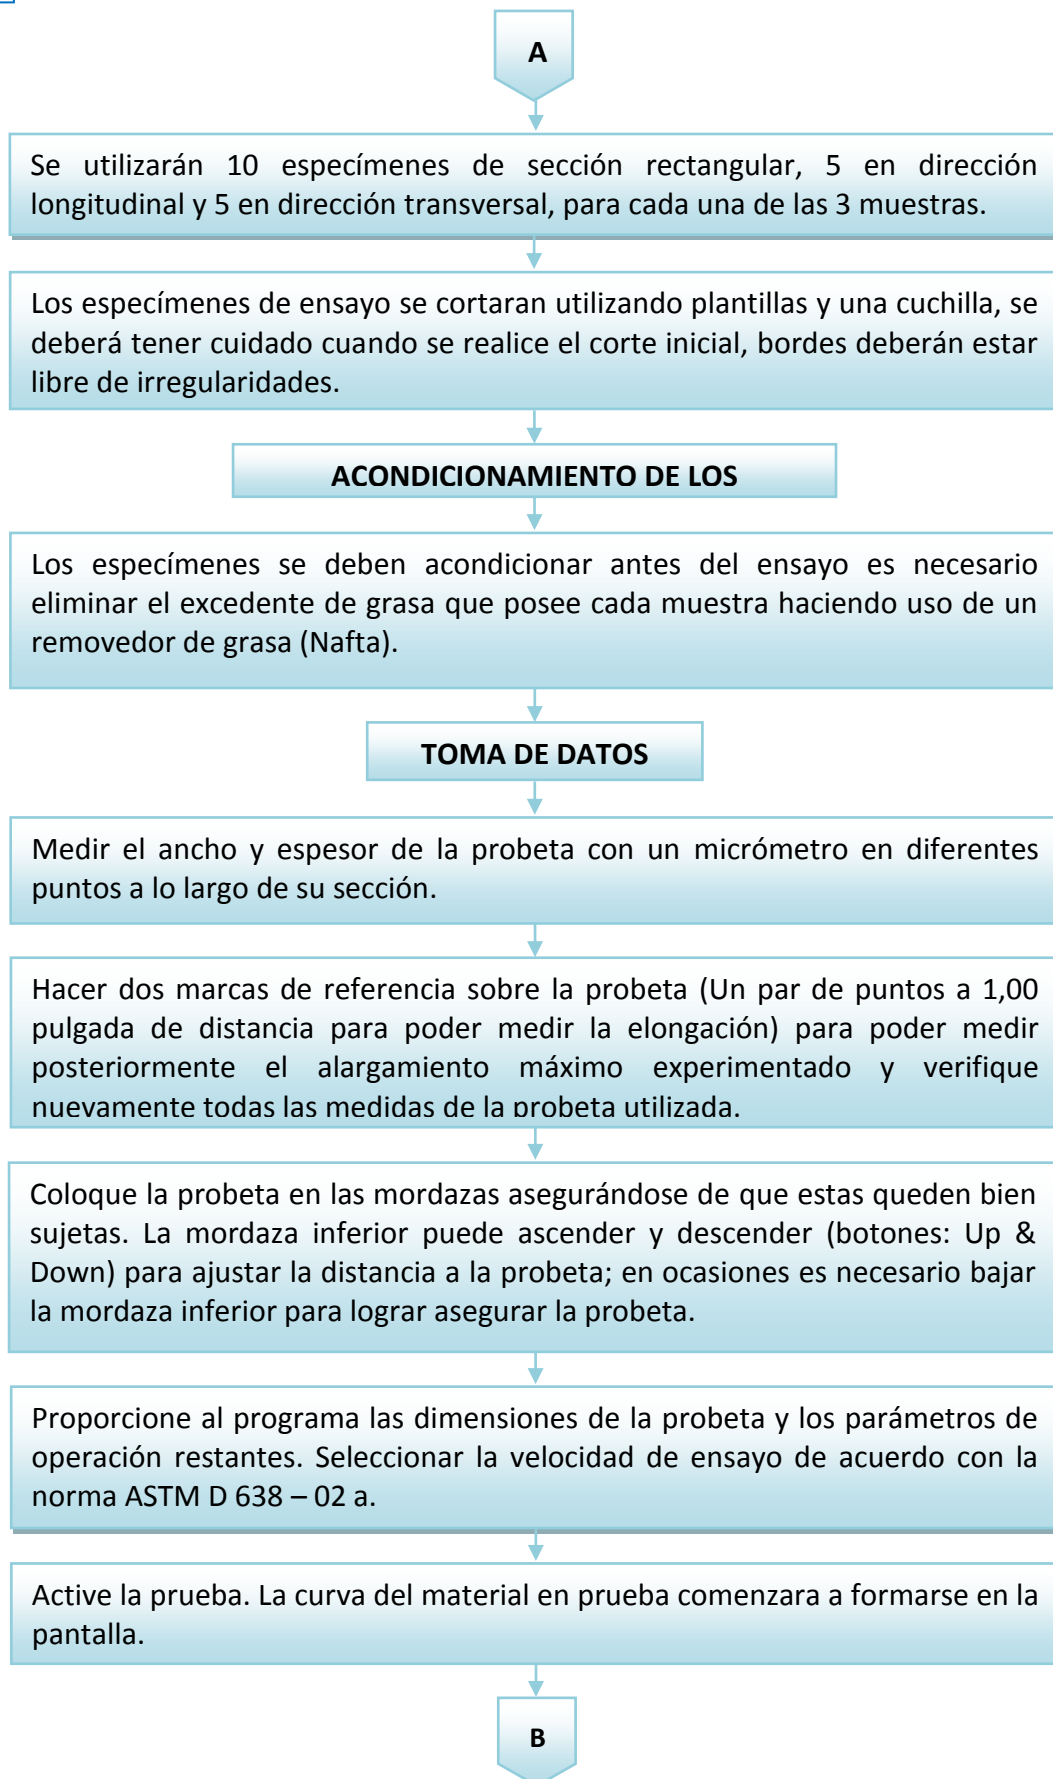 A
Se utilizarán 10 especímenes de sección rectangular, 5 en dirección
longitudinal y 5 en dirección transversal, para cada una de las 3 muestras.
Los especímenes de ensayo se cortaran utilizando plantillas y una cuchilla, se
deberá tener cuidado cuando se realice el corte inicial, bordes deberán estar
libre de irregularidades.
ACONDICIONAMIENTO DE LOS
Los especímenes se deben acondicionar antes del ensayo es necesario
eliminar el excedente de grasa que posee cada muestra haciendo uso de un
removedor de grasa (Nafta).
TOMA DE DATOS
Medir el ancho y espesor de la probeta con un micrómetro en diferentes
puntos a lo largo de su sección.
Hacer dos marcas de referencia sobre la probeta (Un par de puntos a 1,00
pulgada de distancia para poder medir la elongación) para poder medir
posteriormente el alargamiento máximo experimentado y verifique
nuevamente todas las medidas de la probeta utilizada.
Coloque la probeta en las mordazas asegurándose de que estas queden bien
sujetas. La mordaza inferior puede ascender y descender (botones: Up &
Down) para ajustar la distancia a la probeta; en ocasiones es necesario bajar
la mordaza inferior para lograr asegurar la probeta.
Proporcione al programa las dimensiones de la probeta y los parámetros de
operación restantes. Seleccionar la velocidad de ensayo de acuerdo con la
norma ASTM D 638 – 02 a.
Active la prueba. La curva del material en prueba comenzara a formarse en la
pantalla.
B